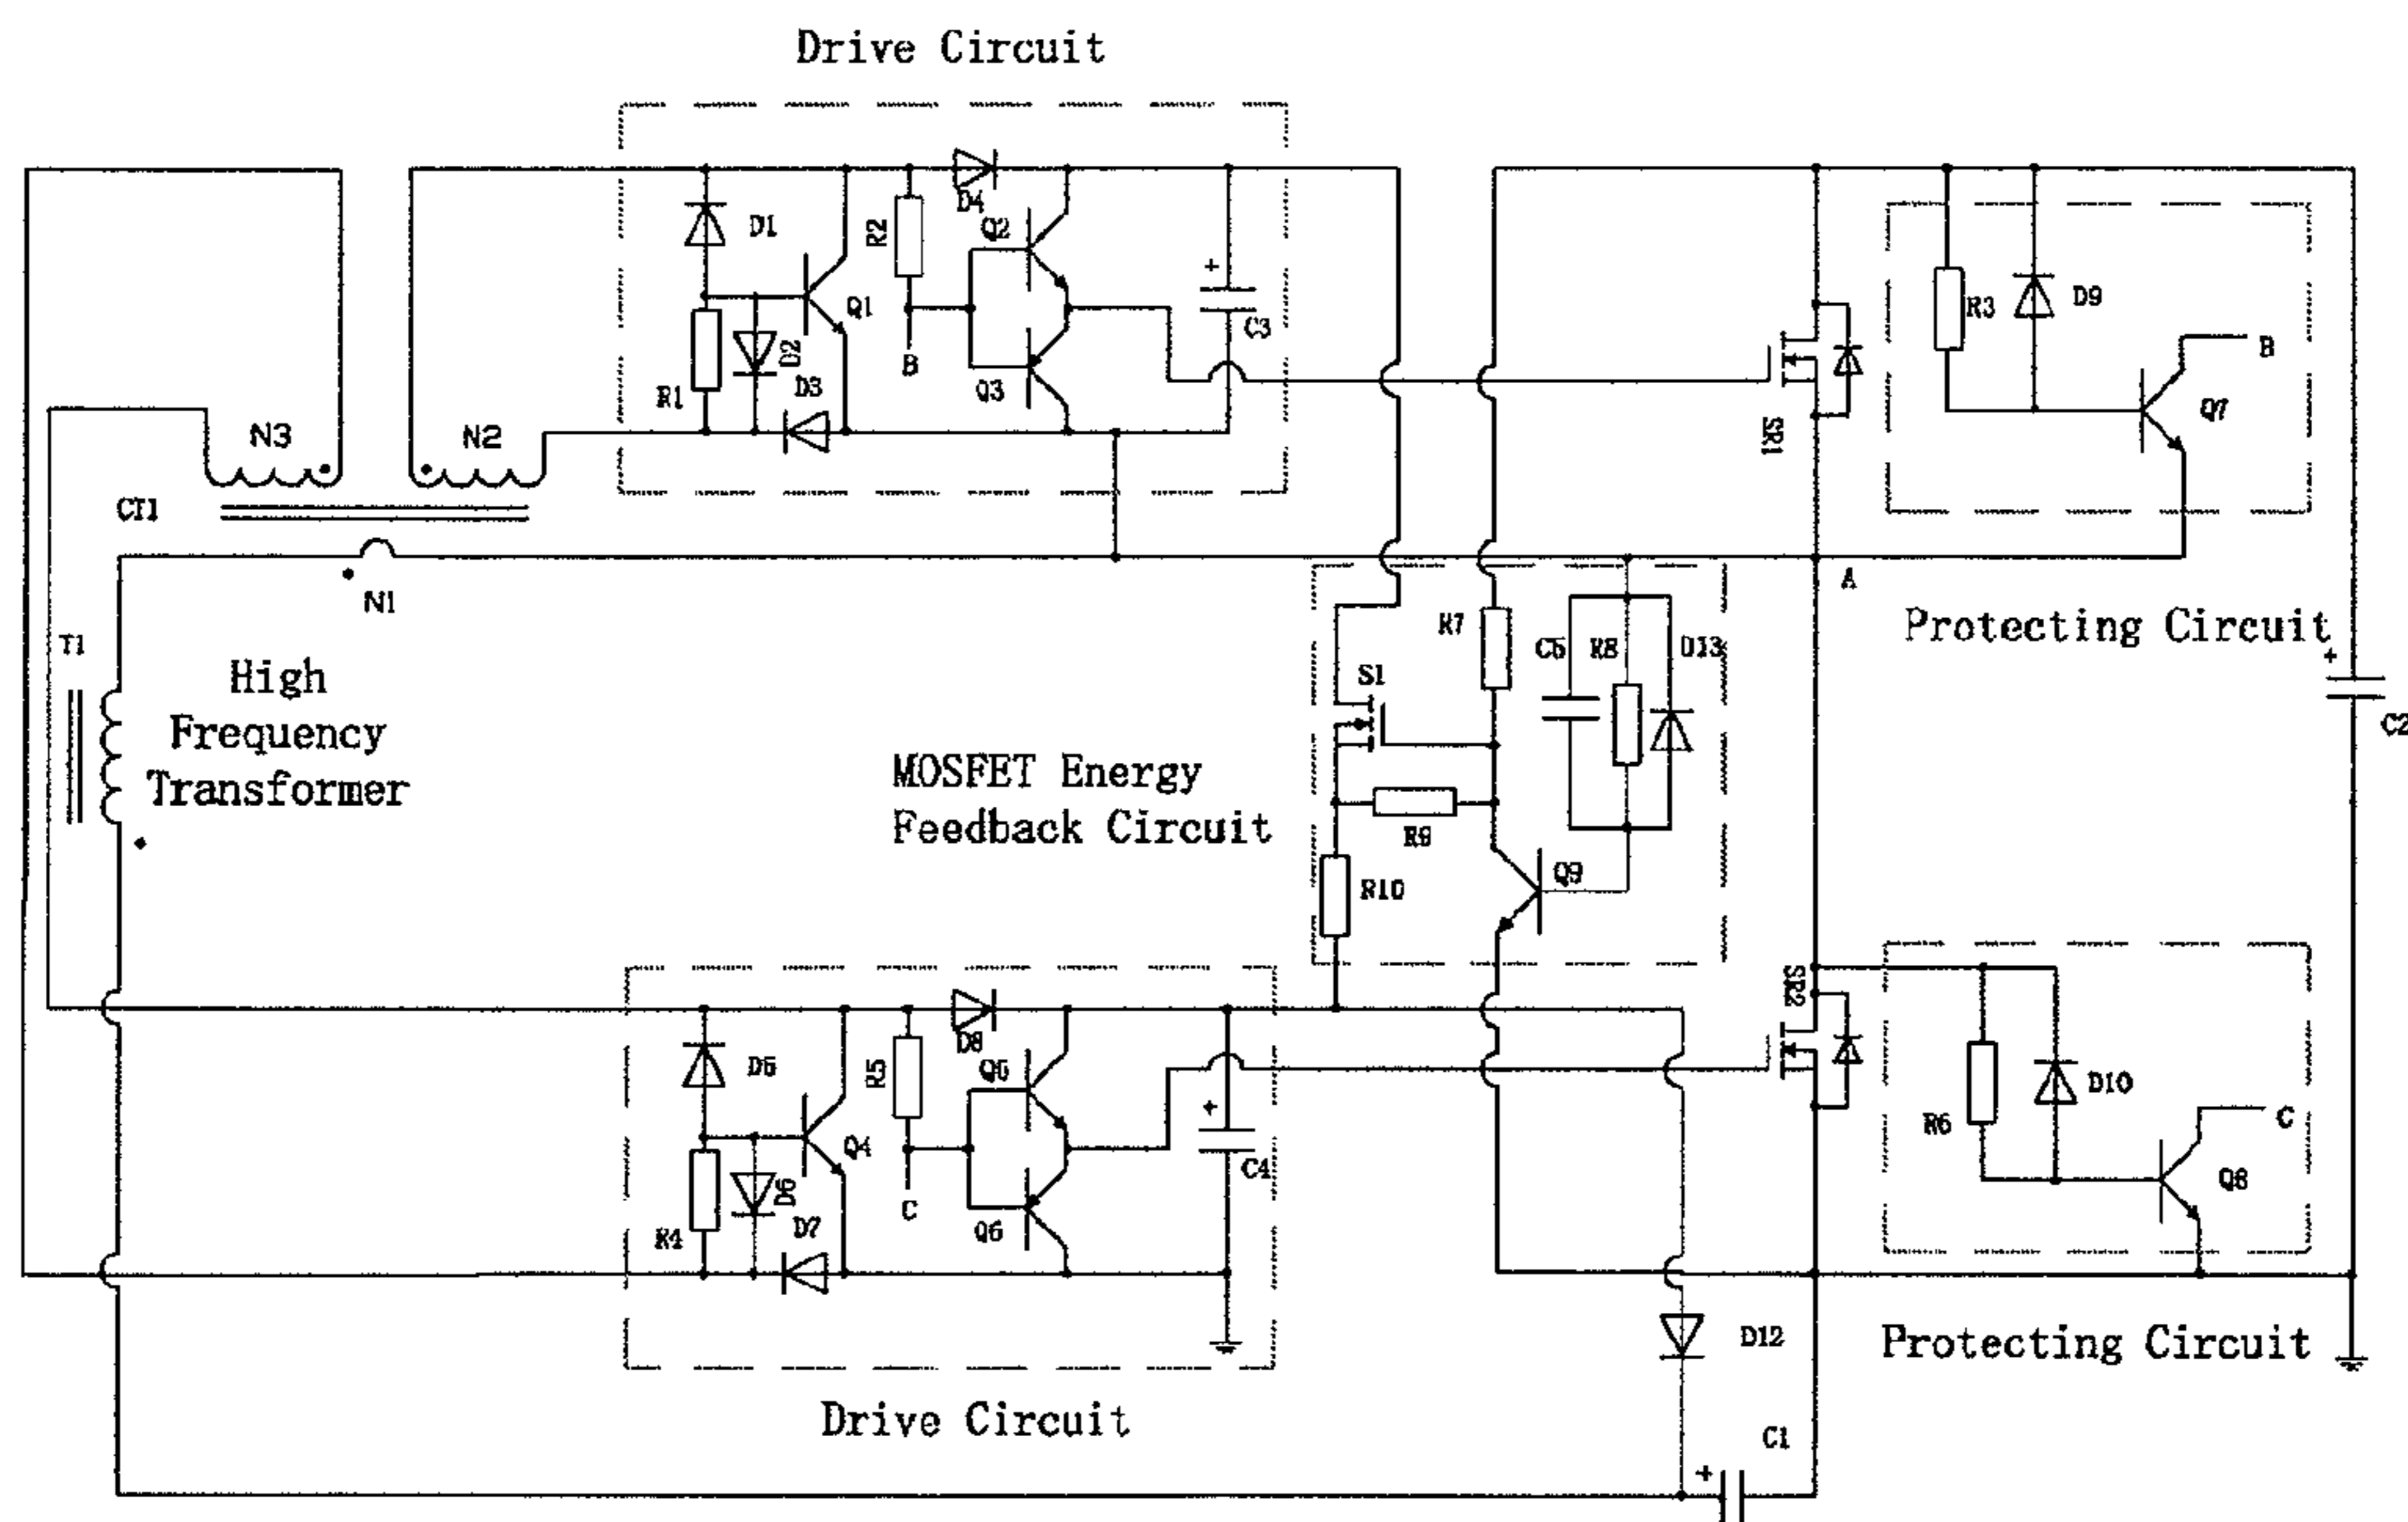 Drive Circuit
D1
R2
D4
Q2
Q1
+
C3
D2
B
R1
D3
Q3
R3
D9
B
Q7
SR1
N3
N2
CT1
N1
A
Protecting Circuit
T1
High
Frequency
Transformer
R7
C5
R8
D13
S1
+
C2
MOSFET Energy
Feedback Circuit
R9
R10
Q9
SR2
D5
R5
D8
Q5
+
D10
R6
C
Q4
C4
D6
C
R4
D7
Q6
Q8
D12
Protecting Circuit
Drive Circuit
C1
+